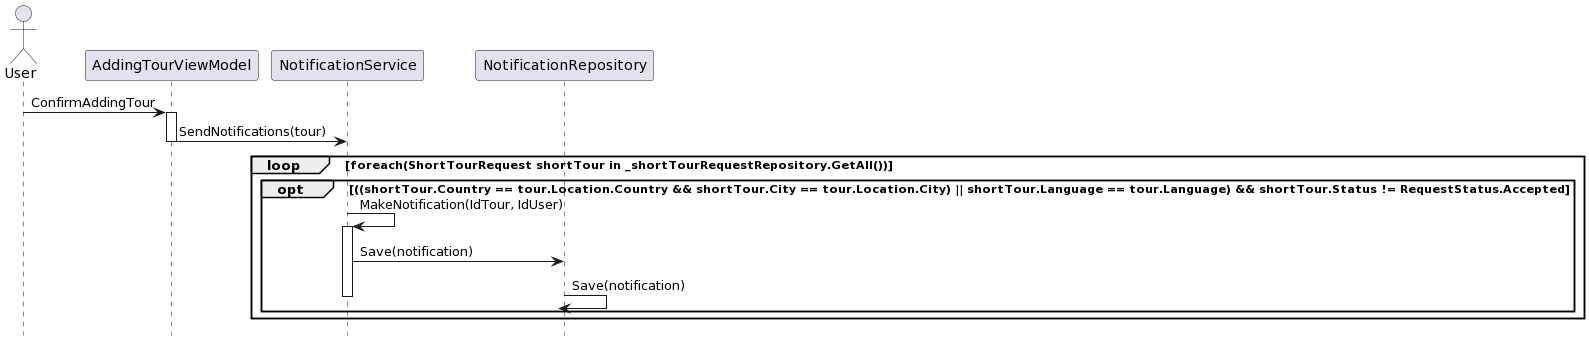 User
AddingTourViewModel
NotificationService
NotificationRepository
ConfirmAddingTour
SendNotifications(tour)
loop [foreach(ShortTourRequest shortTour in _shortTourRequestRepository.GetAll())]
opt [((shortTour.Country == tour.Location.Country && shortTour.City == tour.Location.City) || shortTour.Language == tour.Language) && shortTour.Status != RequestStatus.Accepted]
MakeNotification(IdTour, IdUser)
Save(notification)
Save(notification)